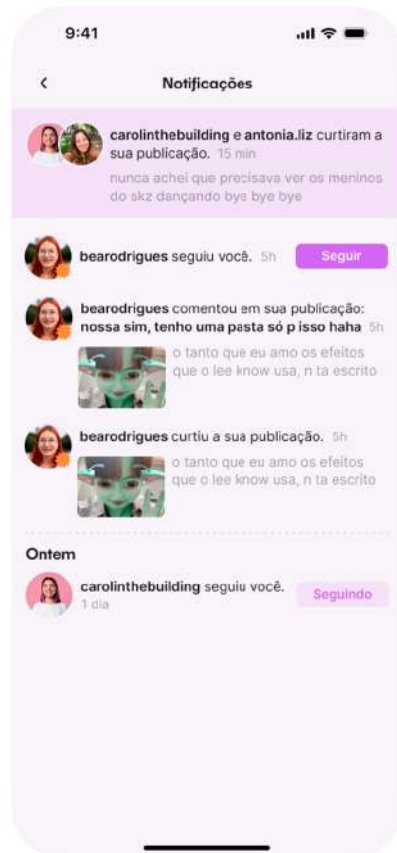 9:41
Notificações
carolinthebuilding e antonia.liz curtiram a
sua publicação. 15 min
nunca achei que precisava ver os meninos
do skz dançando bye bye bye
bearodrigues seguiu você. 5h
Seguir
bearodrigues comentou em sua publicação:
nossa sim, tenho uma pasta só p isso haha 5h
o tanto que eu amo os efeitos
que o lee know usa, n ta escrito
bearodrigues curtiu a sua publicação. 5h
o tanto que eu amo os efeitos
que o lee know usa, n ta escrito
Ontem
carolinthebuilding seguiu você.
1 dia
Seguindo